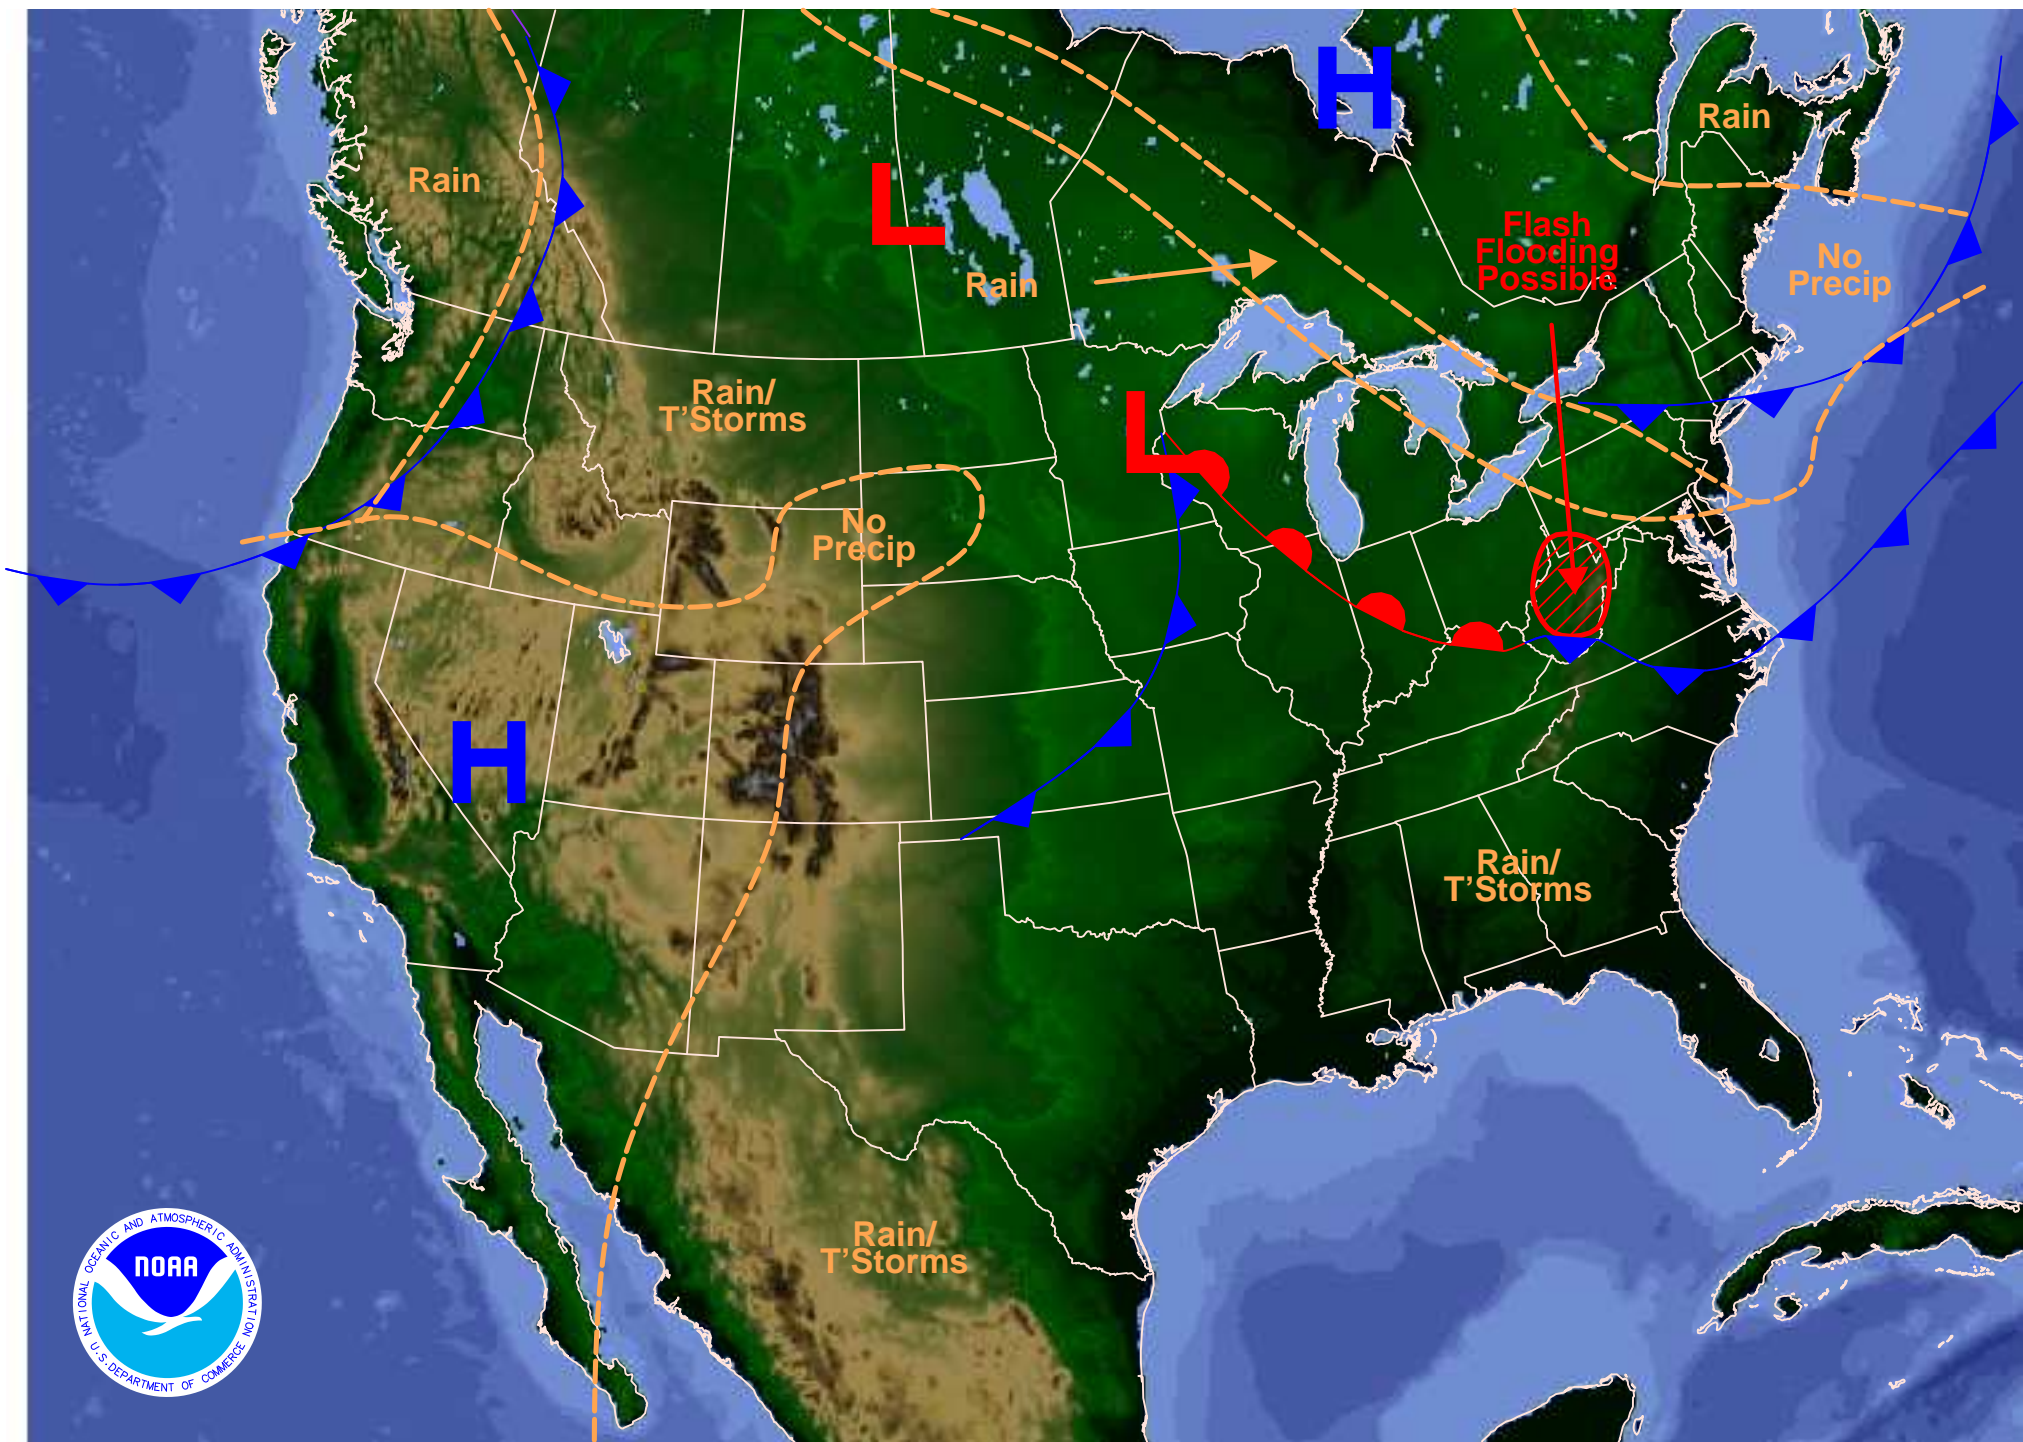 H
Rain
Rain
L
Flash
Flooding
Possible
No
Precip
Rain
Rain/
T'Storms
L
No
Precip
H
Rain/
T'Storms
Rain/
T'Storms
NATIONAL OCEANIC AND ATMOSPHERIC ADMINISTRATION
NOAA
U.S. DEPARTMENT OF COMMERCE